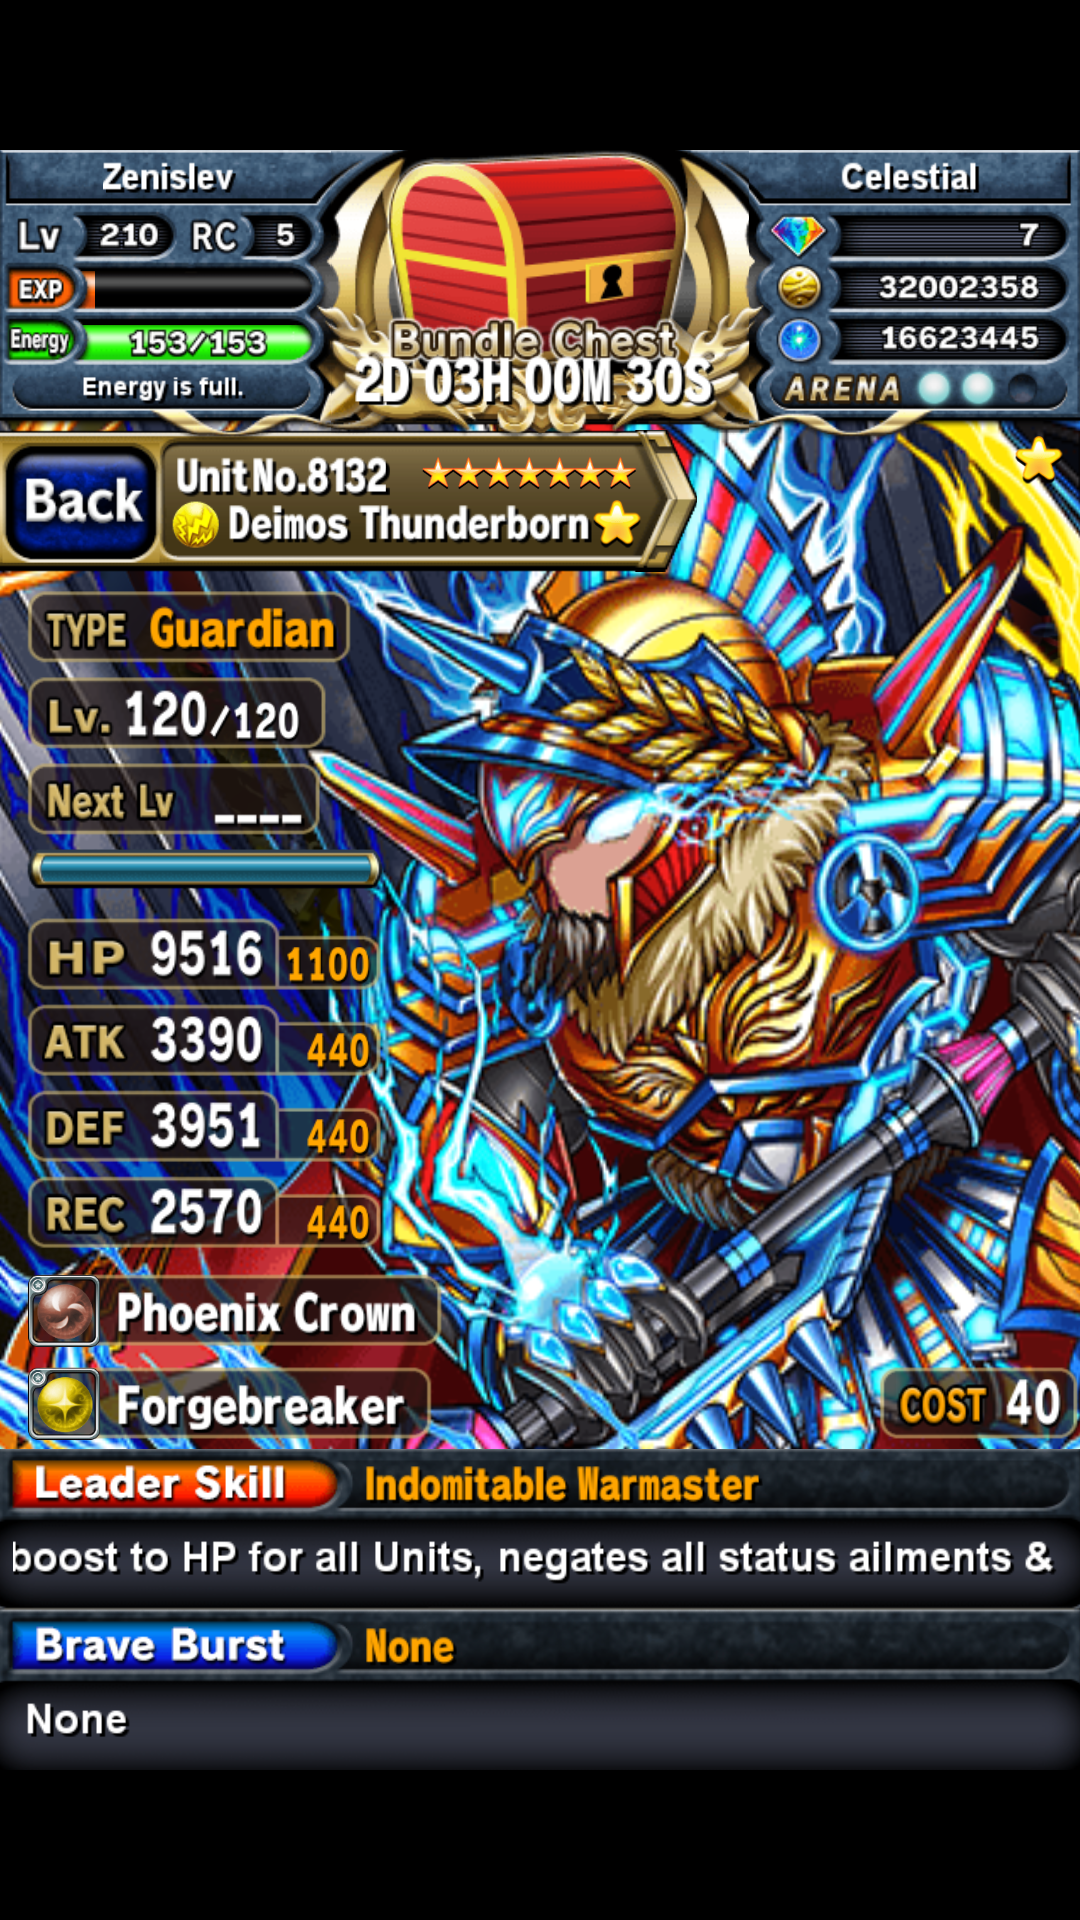 Zenislev
Celestial
Lv 210 RC 5
7
EXP
32002358
Energy 153/153
16623445
Energy is full.
Bundle Chest
2D 03H 00M 30S
ARENA
Back
Unit No.8132
Deimos Thunderborn
TYPE Guardian
Lv. 120/120
Next Lv ----
HP 9516 1100
ATK 3390 440
DEF 3951 440
REC 2570 440
Phoenix Crown
Forgebreaker
COST 40
Leader Skill Indomitable Warmaster
boost to HP for all Units, negates all status ailments &
Brave Burst None
None